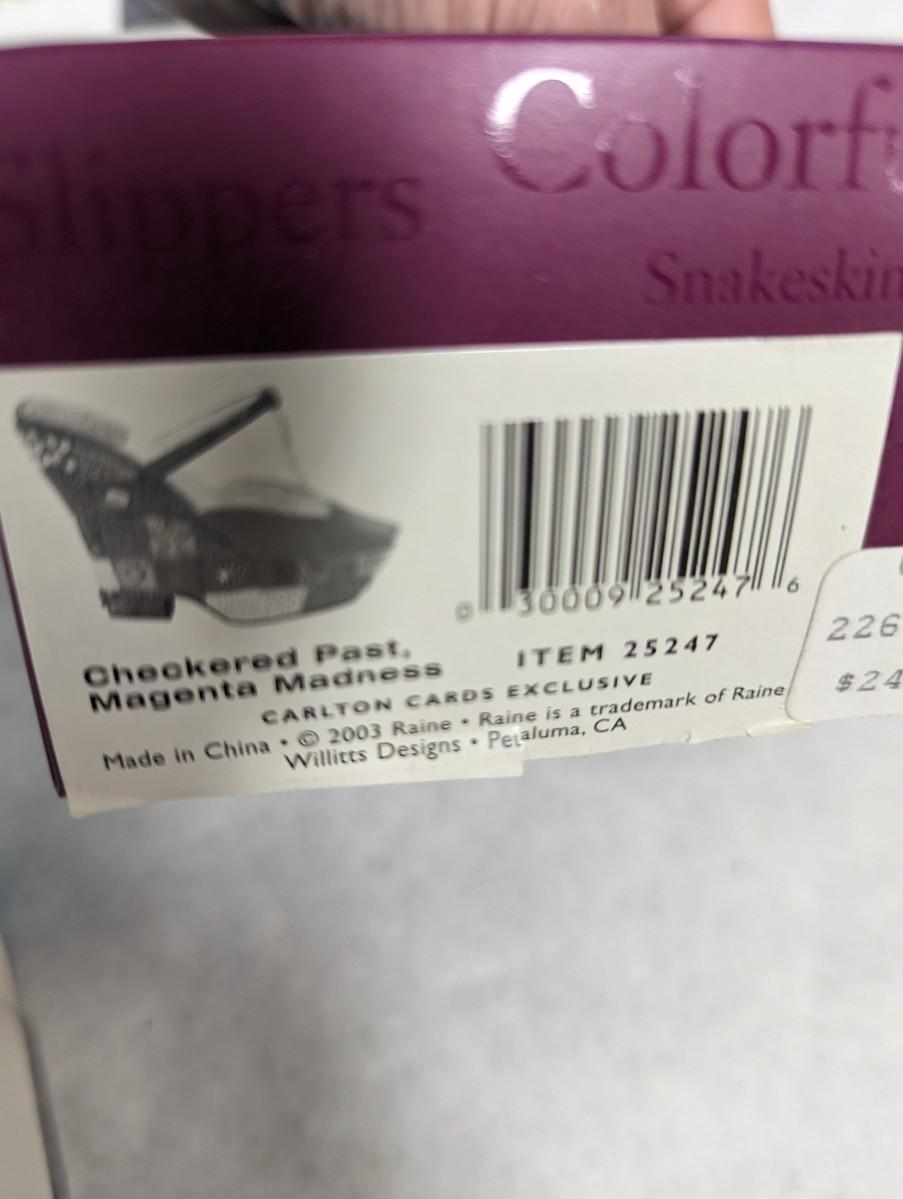 Slippers
Colorf
Snakeskin
0 30009 25247 6
ITEM 25247
Checkered Past,
Magenta Madness
CARLTON CARDS EXCLUSIVE
Made in China • © 2003 Raine • Raine is a trademark of Raine
Willitts Designs • Petaluma, CA
226
$24